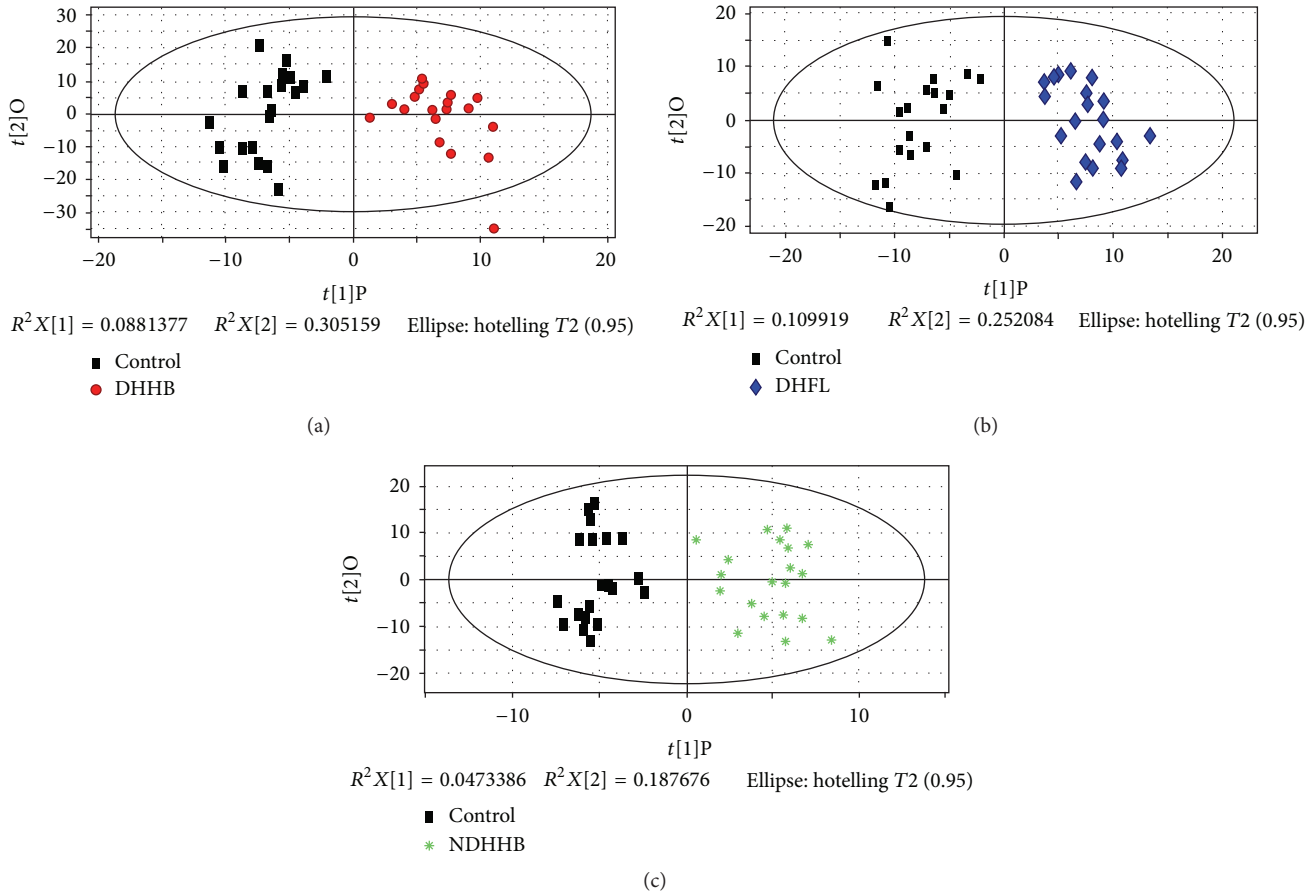 30
20
10
0
−10
−20
−30
t[2]O
−20
−10
0
10
20
t[1]P
R²X[1] = 0.0881377 R²X[2] = 0.305159 Ellipse: hotelling T2 (0.95)
Control
DHHB
(a)
20
10
0
−10
−20
t[2]O
−20
−10
0
10
20
t[1]P
R²X[1] = 0.109919 R²X[2] = 0.252084 Ellipse: hotelling T2 (0.95)
Control
DHFL
(b)
20
10
0
−10
−20
t[2]O
−10
0
10
t[1]P
R²X[1] = 0.0473386 R²X[2] = 0.187676 Ellipse: hotelling T2 (0.95)
Control
NDHHB
(c)